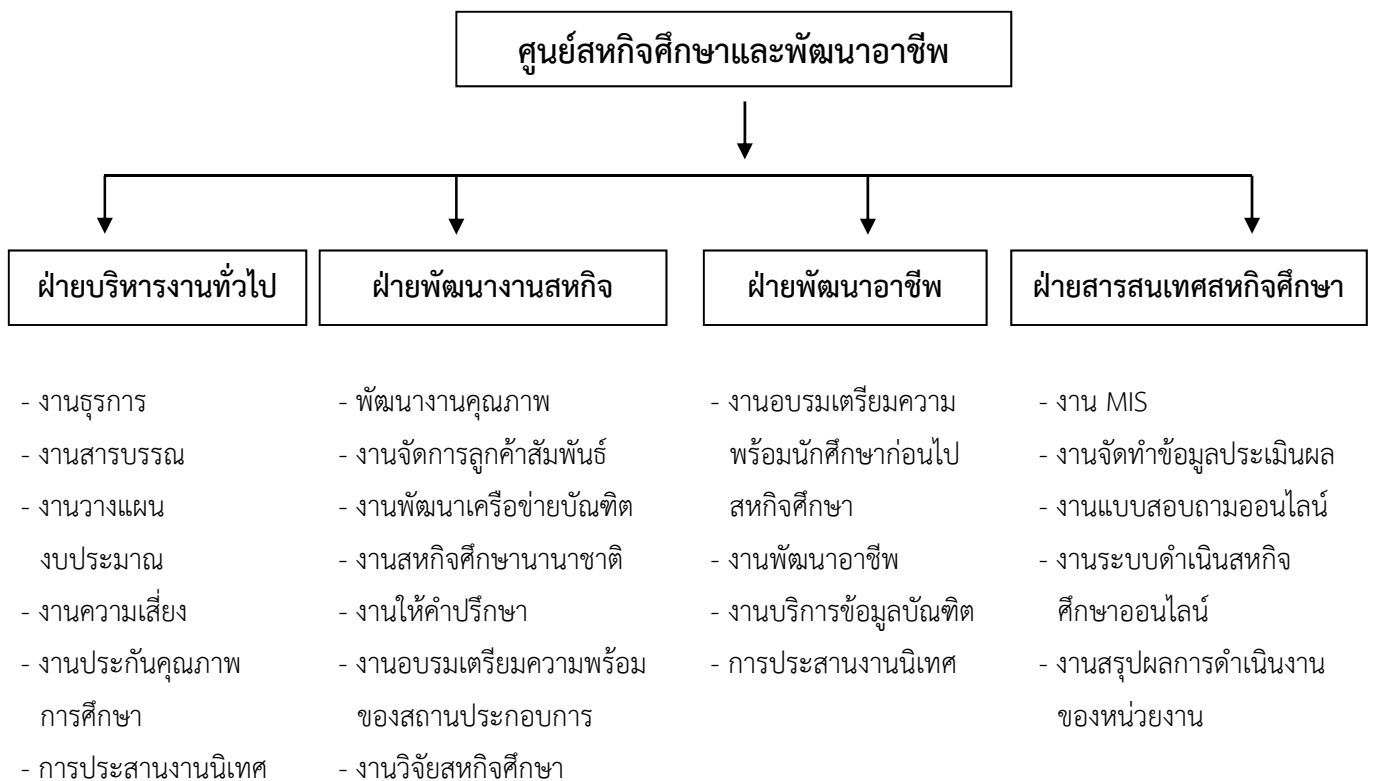 ศูนย์สหกิจศึกษาและพัฒนาอาชีพ
ฝ่ายบริหารงานทั่วไป
ฝ่ายพัฒนางานสหกิจ
ฝ่ายพัฒนาอาชีพ
ฝ่ายสารสนเทศสหกิจศึกษา
- งานธุรการ
- งานสารบรรณ
- งานวางแผน
งบประมาณ
- งานความเสี่ยง
- งานประกันคุณภาพ
การศึกษา
- การประสานงานนิเทศ
- พัฒนางานคุณภาพ
- งานจัดการลูกค้าสัมพันธ์
- งานพัฒนาเครือข่ายบัณฑิต
- งานสหกิจศึกษานานาชาติ
- งานให้คำปรึกษา
- งานอบรมเตรียมความพร้อม
ของสถานประกอบการ
- งานวิจัยสหกิจศึกษา
- งานอบรมเตรียมความ
พร้อมนักศึกษาก่อนไป
สหกิจศึกษา
- งานพัฒนาอาชีพ
- งานบริการข้อมูลบัณฑิต
- การประสานงานนิเทศ
- งาน MIS
- งานจัดทำข้อมูลประเมินผล
- งานแบบสอบถามออนไลน์
- งานระบบดำเนินสหกิจ
ศึกษาออนไลน์
- งานสรุปผลการดำเนินงาน
ของหน่วยงาน